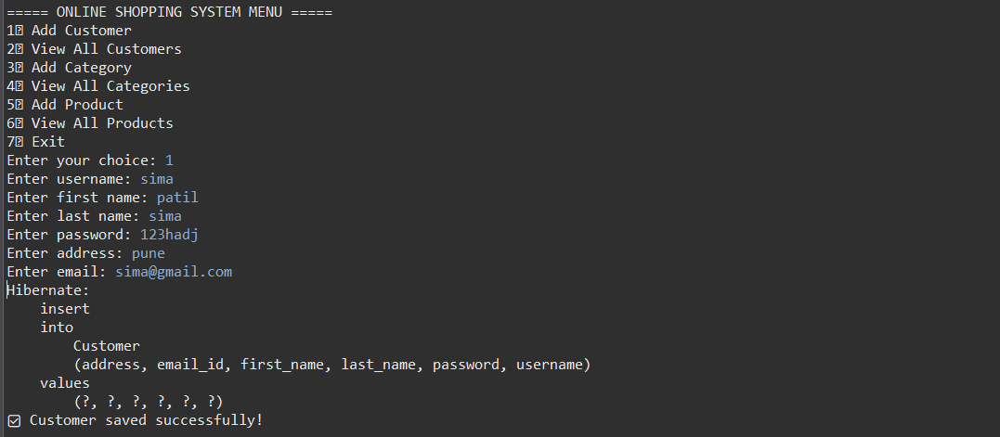 ===== ONLINE SHOPPING SYSTEM MENU =====
1⍰ Add Customer
2⍰ View All Customers
3⍰ Add Category
4⍰ View All Categories
5⍰ Add Product
6⍰ View All Products
7⍰ Exit
Enter your choice: 1
Enter username: sima
Enter first name: patil
Enter last name: sima
Enter password: 123hadj
Enter address: pune
Enter email: sima@gmail.com
Hibernate:
    insert
    into
        Customer
        (address, email_id, first_name, last_name, password, username)
    values
        (?, ?, ?, ?, ?, ?)
☑ Customer saved successfully!